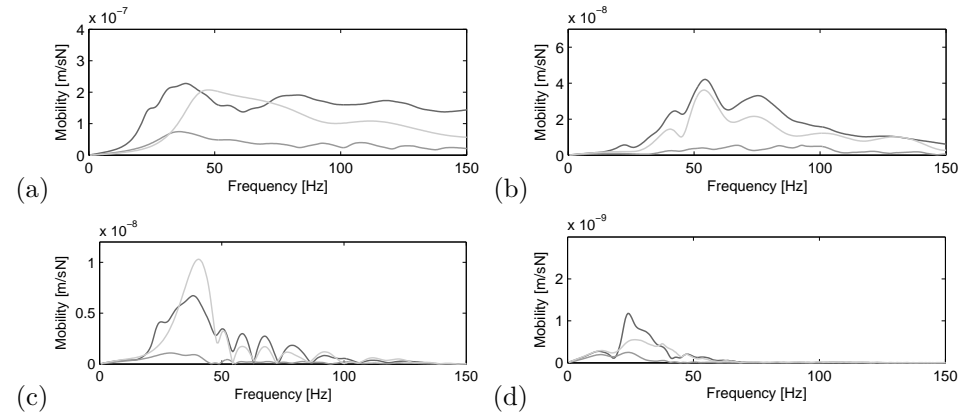 x 10⁻⁷
4
3
2
1
0
Mobility [m/sN]
0
50
100
150
Frequency [Hz]
(a)
x 10⁻⁸
6
4
2
0
Mobility [m/sN]
0
50
100
150
Frequency [Hz]
(b)
x 10⁻⁸
1
0.5
0
Mobility [m/sN]
0
50
100
150
Frequency [Hz]
(c)
x 10⁻⁹
2
1
0
Mobility [m/sN]
0
50
100
150
Frequency [Hz]
(d)